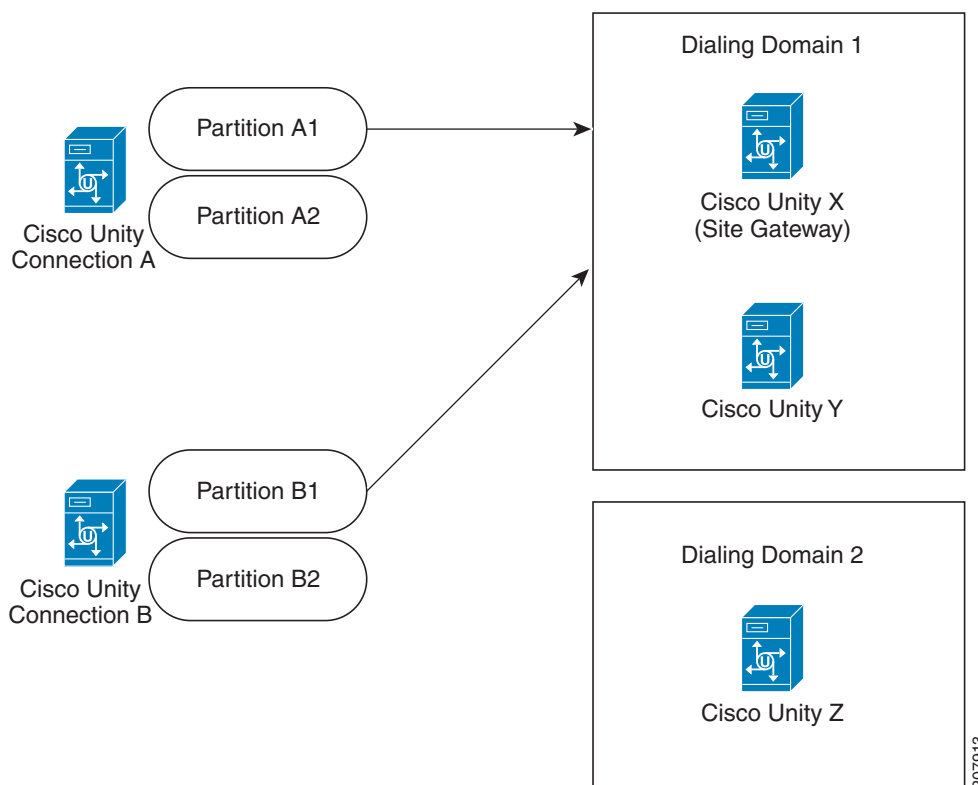 Dialing Domain 1
Partition A1
Partition A2
Cisco Unity
Connection A
Cisco Unity X
(Site Gateway)
Cisco Unity Y
Partition B1
Partition B2
Cisco Unity
Connection B
Dialing Domain 2
Cisco Unity Z